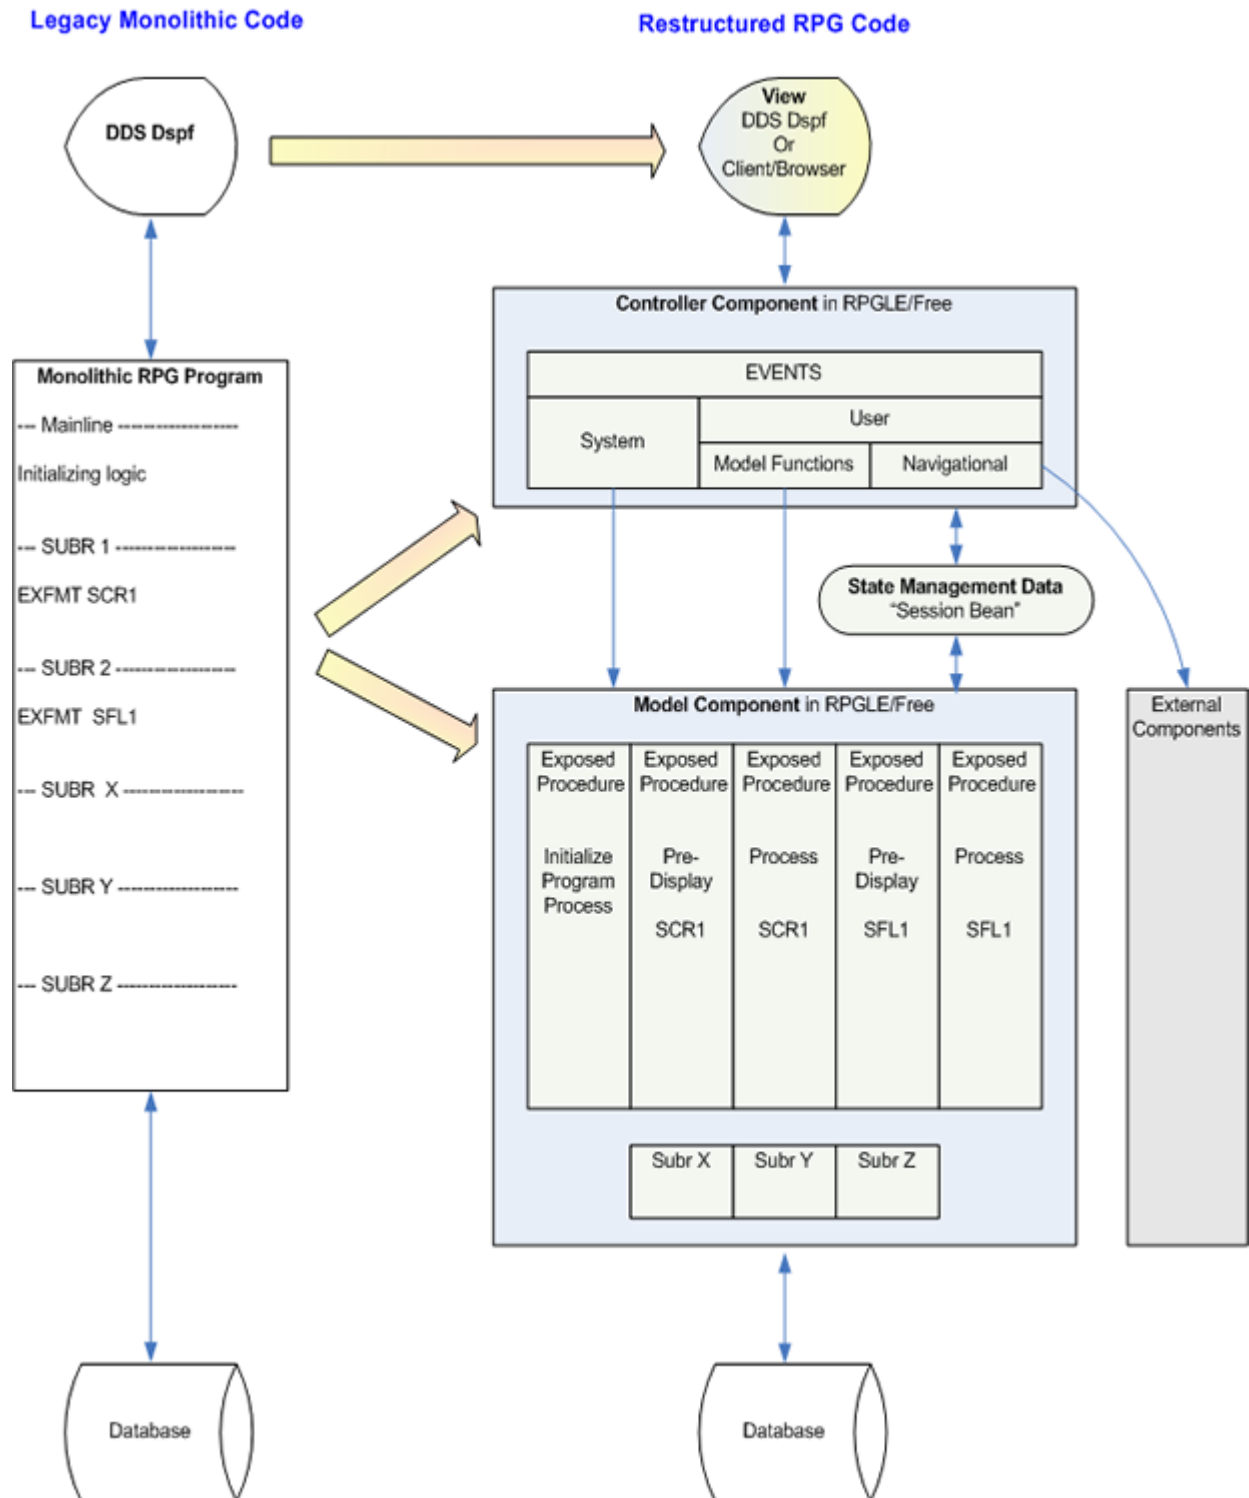 Legacy Monolithic Code
Restructured RPG Code
DDS Dspf
View
DDS Dspf
Or
Client/Browser
Monolithic RPG Program
--- Mainline -------------------
Initializing logic
--- SUBR 1 -------------------
EXFMT SCR1
--- SUBR 2 -------------------
EXFMT  SFL1
--- SUBR  X-------------------
--- SUBR Y -------------------
--- SUBR Z -------------------
Database
Controller Component in RPGLE/Free
EVENTS
System
User
Model Functions
Navigational
State Management Data
“Session Bean”
Model Component in RPGLE/Free
Exposed
Procedure
Initialize
Program
Process
Exposed
Procedure
Pre-
Display
SCR1
Exposed
Procedure
Process
SCR1
Exposed
Procedure
Pre-
Display
SFL1
Exposed
Procedure
Process
SFL1
Subr X
Subr Y
Subr Z
External
Components
Database